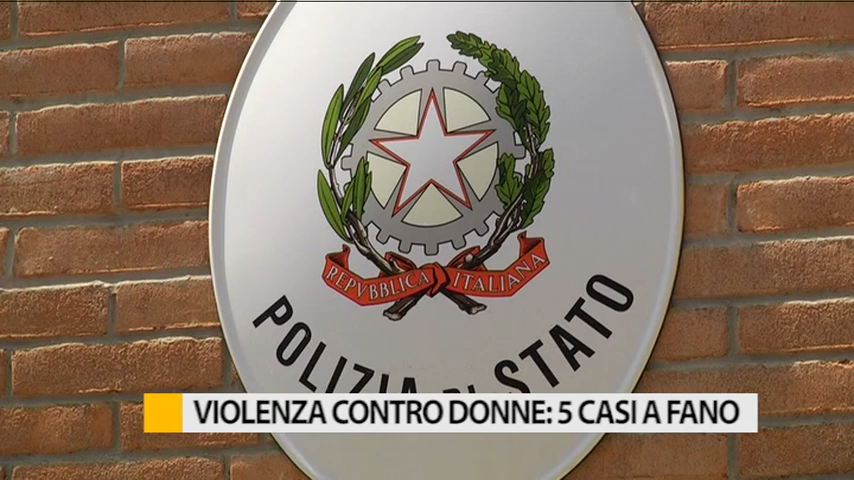 REPVBBLICA ITALIANA
POLIZIA DI STATO
VIOLENZA CONTRO DONNE: 5 CASI A FANO